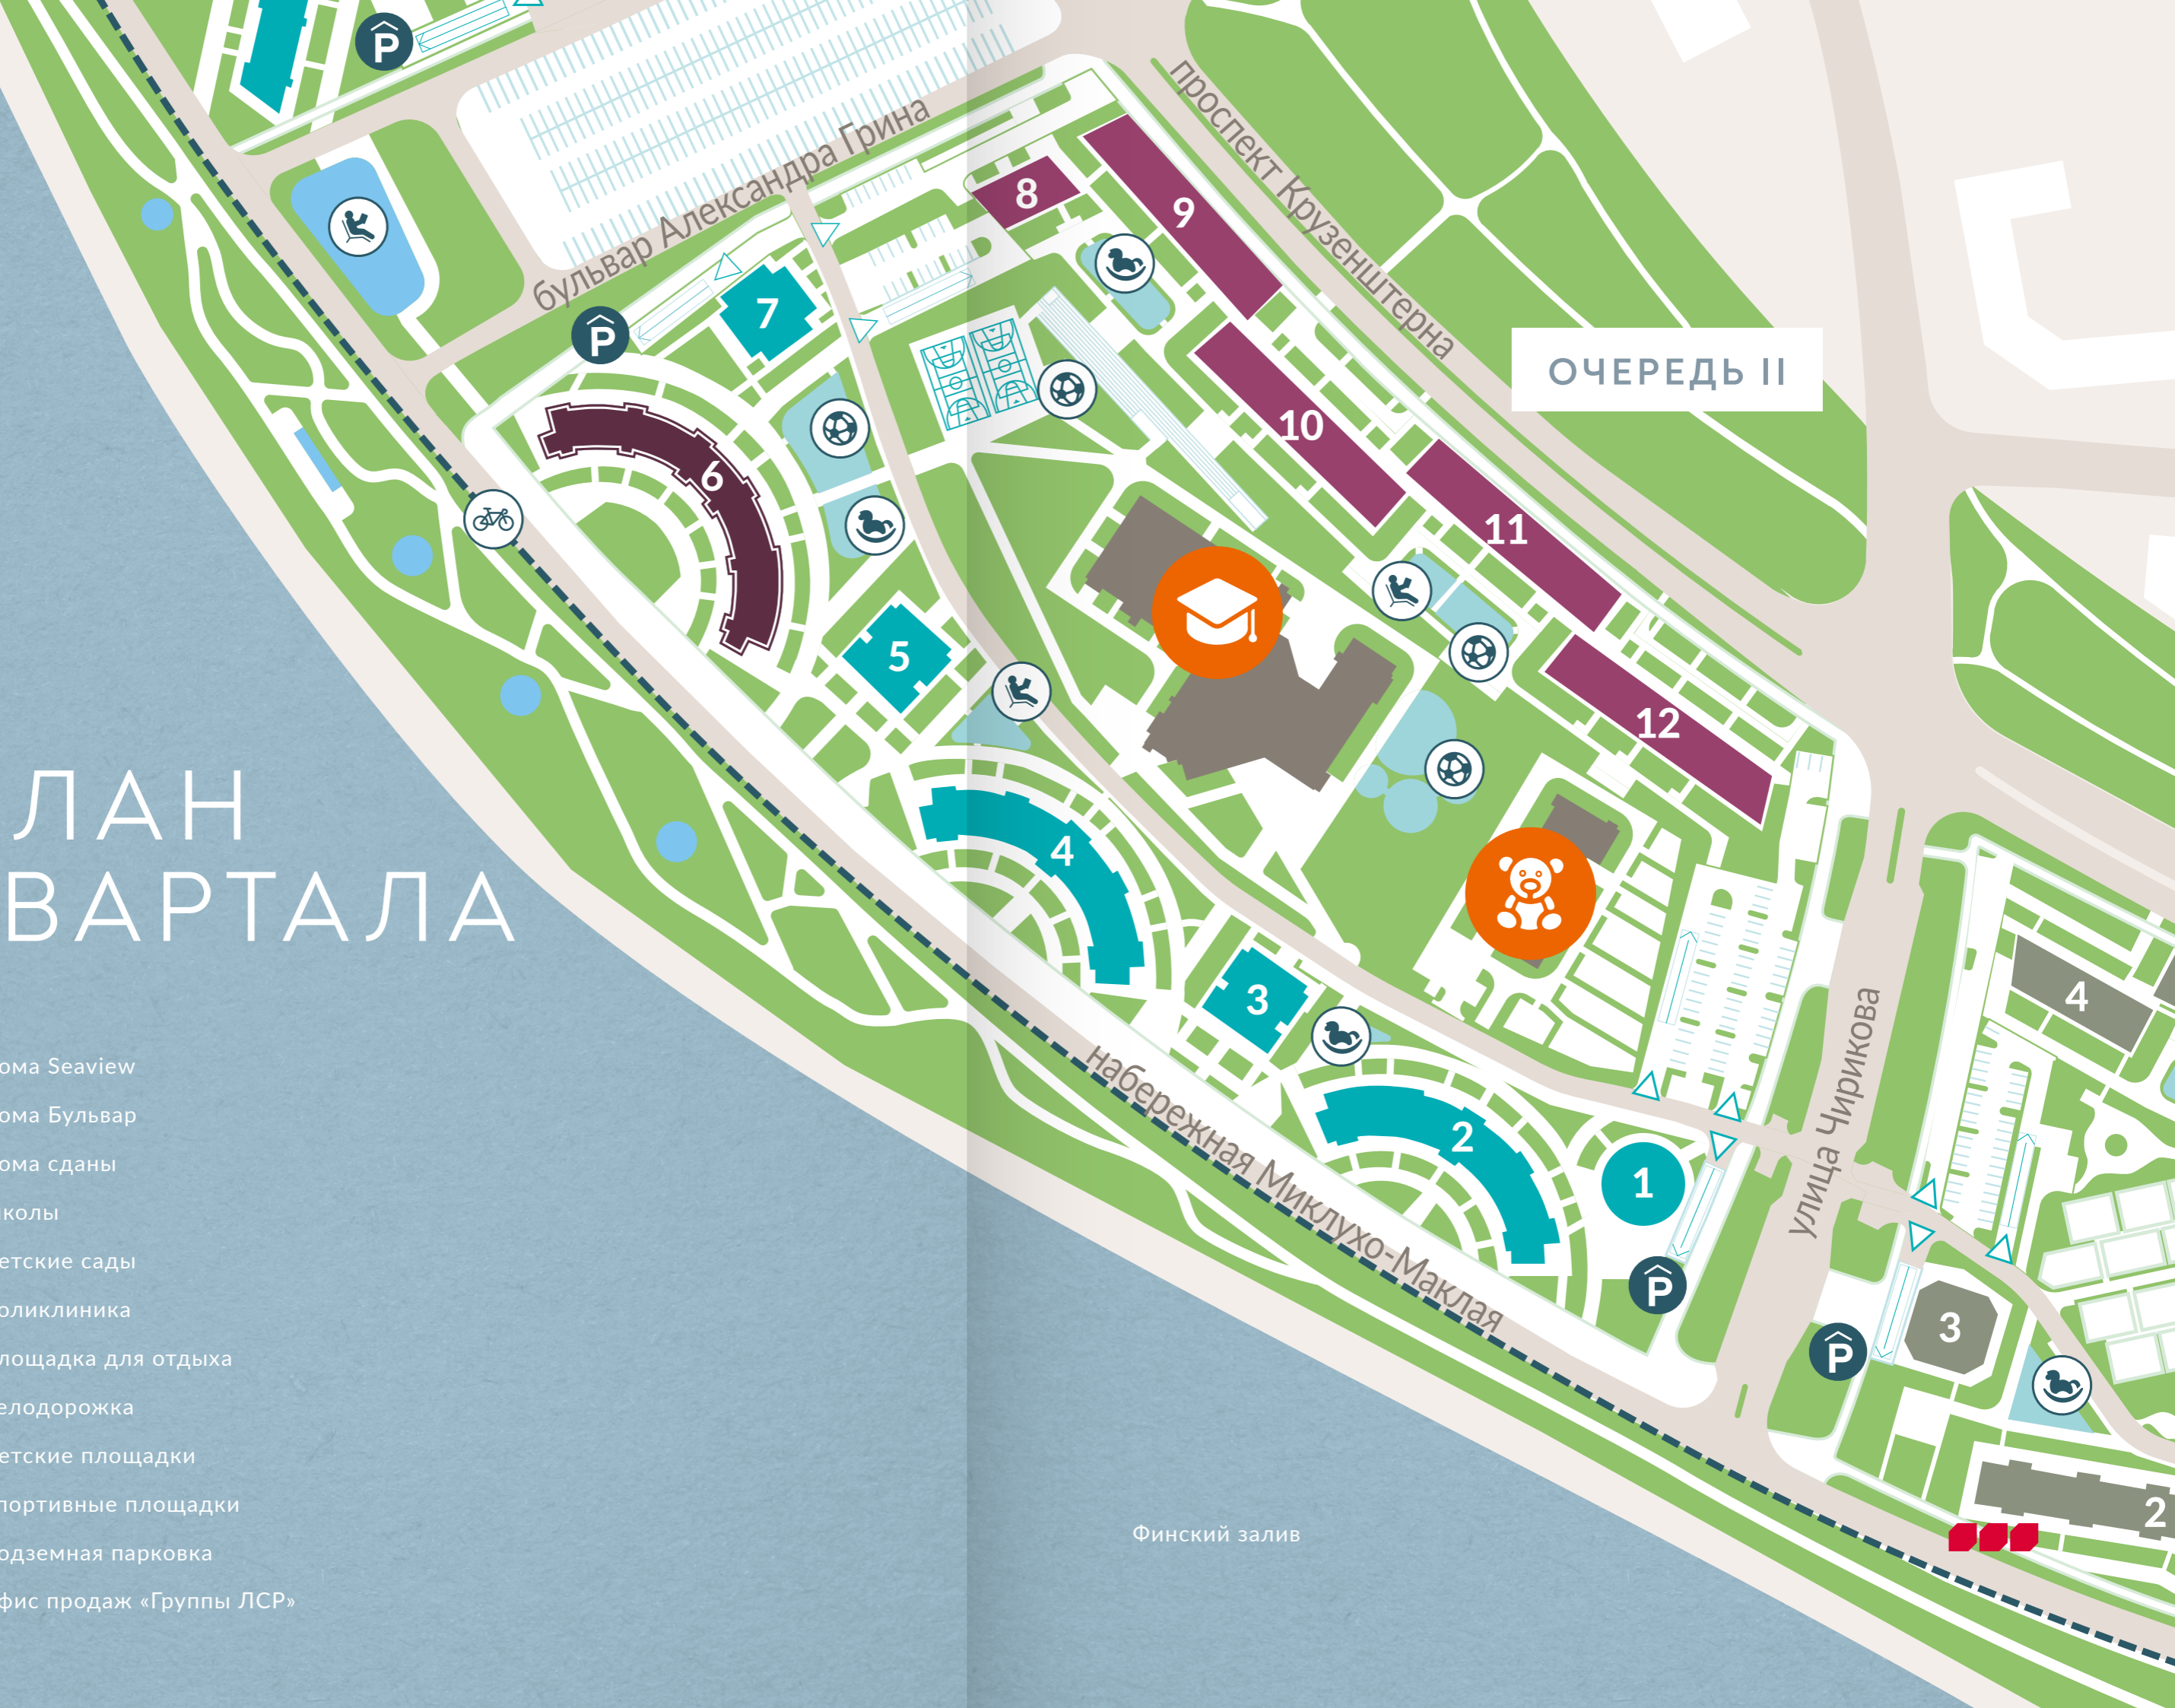 бульвар Александра Грина
проспект Крузенштерна
ОЧЕРЕДЬ II
8
9
7
10
6
11
5
12
4
3
2
1
набережная Миклухо-Маклая
улица Чирикова
4
3
2
P
P
P
P
ЛАН
ВАРТАЛА
ома Seaview
ома Бульвар
ома сданы
колы
етские сады
оликлиника
лощадка для отдыха
елодорожка
етские площадки
портивные площадки
одземная парковка
фис продаж «Группы ЛСР»
Финский залив